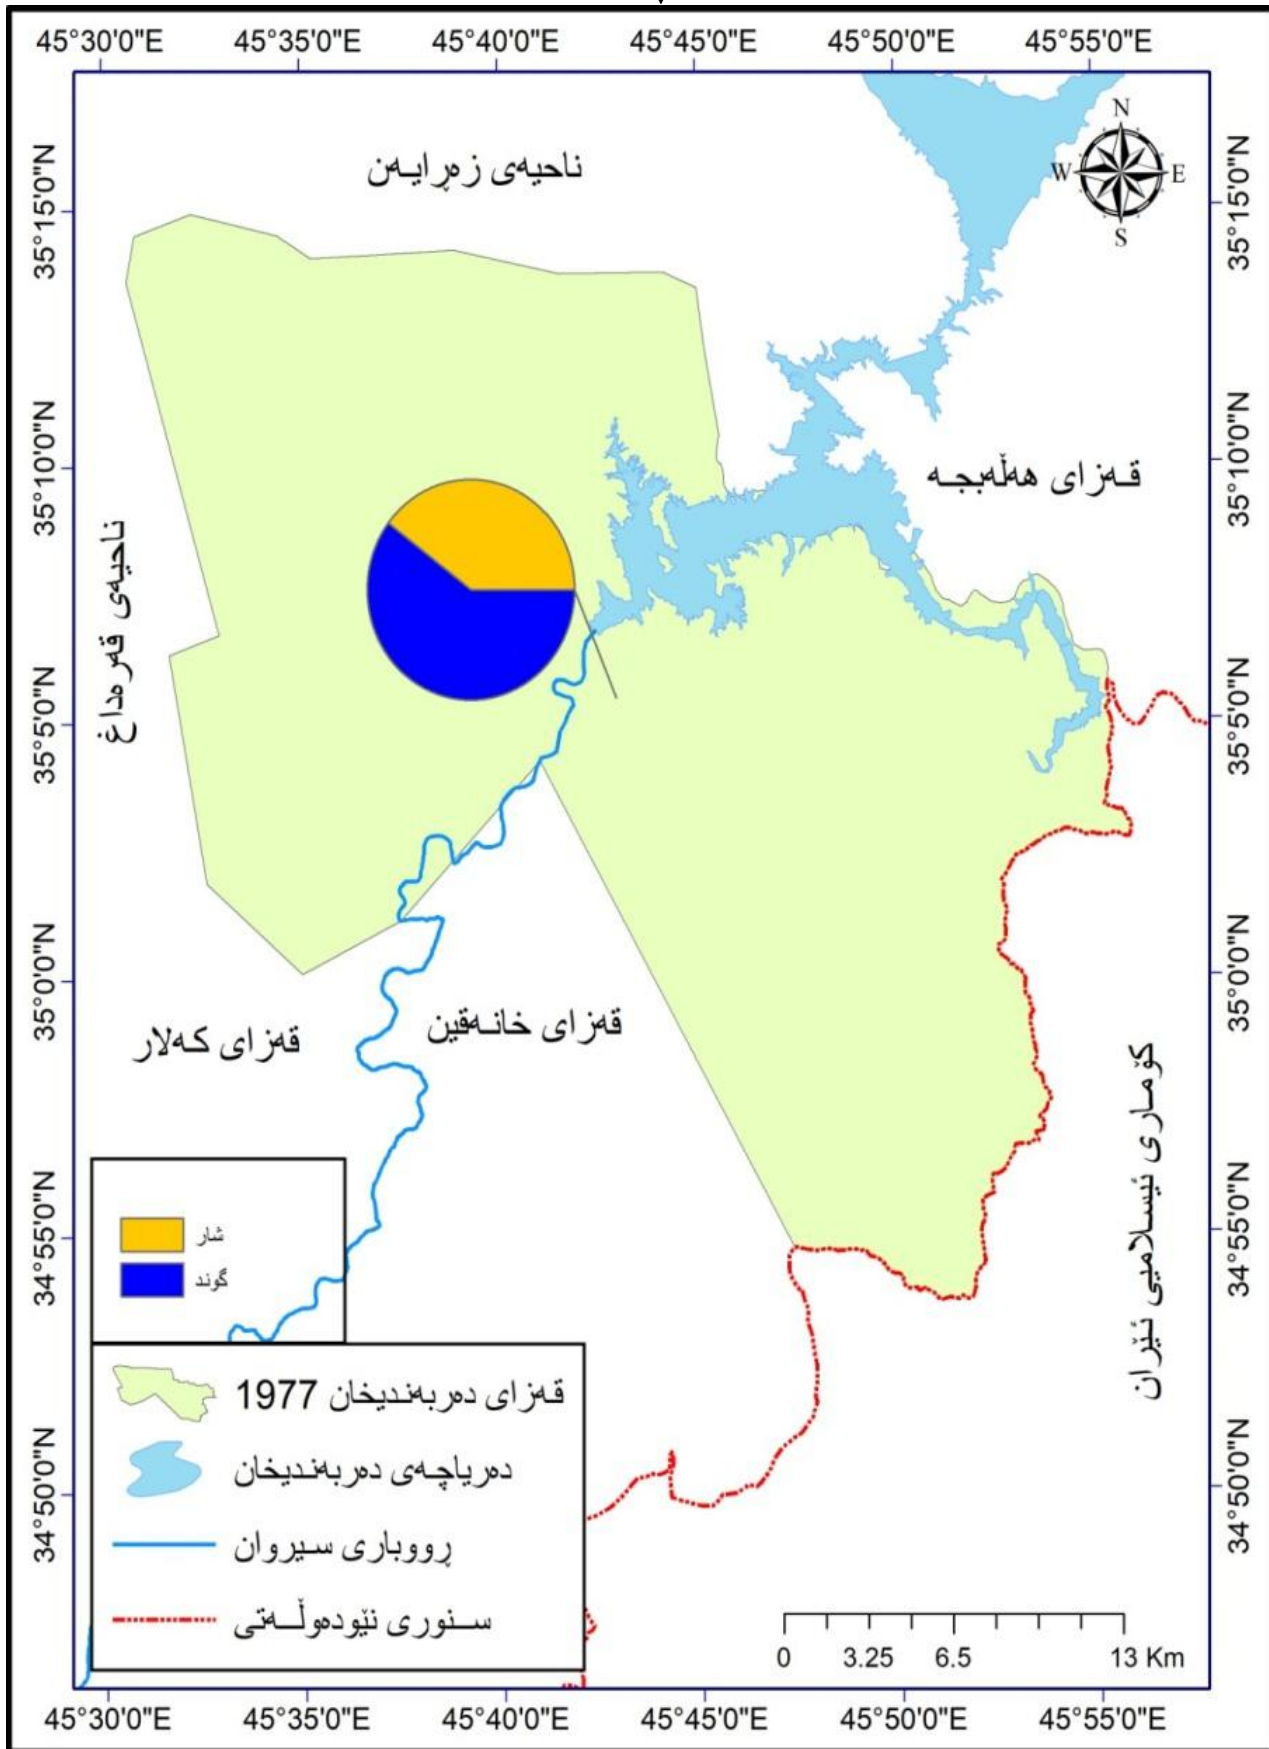 45°30'0"E 45°35'0"E 45°40'0"E 45°45'0"E 45°50'0"E 45°55'0"E
N
W E
S
ناحیەی زەڕایەن
35°15'0"N
35°15'0"N
35°10'0"N
35°10'0"N
قەزای هەڵەبجە
ناحیەی قەرەداغ
35°5'0"N
35°5'0"N
35°0'0"N
35°0'0"N
قەزای خانەقین
قەزای کەلار
کۆماری ئیسلامیی ئێران
34°55'0"N
34°55'0"N
شار
گوند
قەزای دەربەندیخان 1977
دەریاچەی دەربەندیخان
34°50'0"N
34°50'0"N
ڕووباری سیروان
سنوری نێودەوڵەتی
0 3.25 6.5 13 Km
45°30'0"E 45°35'0"E 45°40'0"E 45°45'0"E 45°50'0"E 45°55'0"E